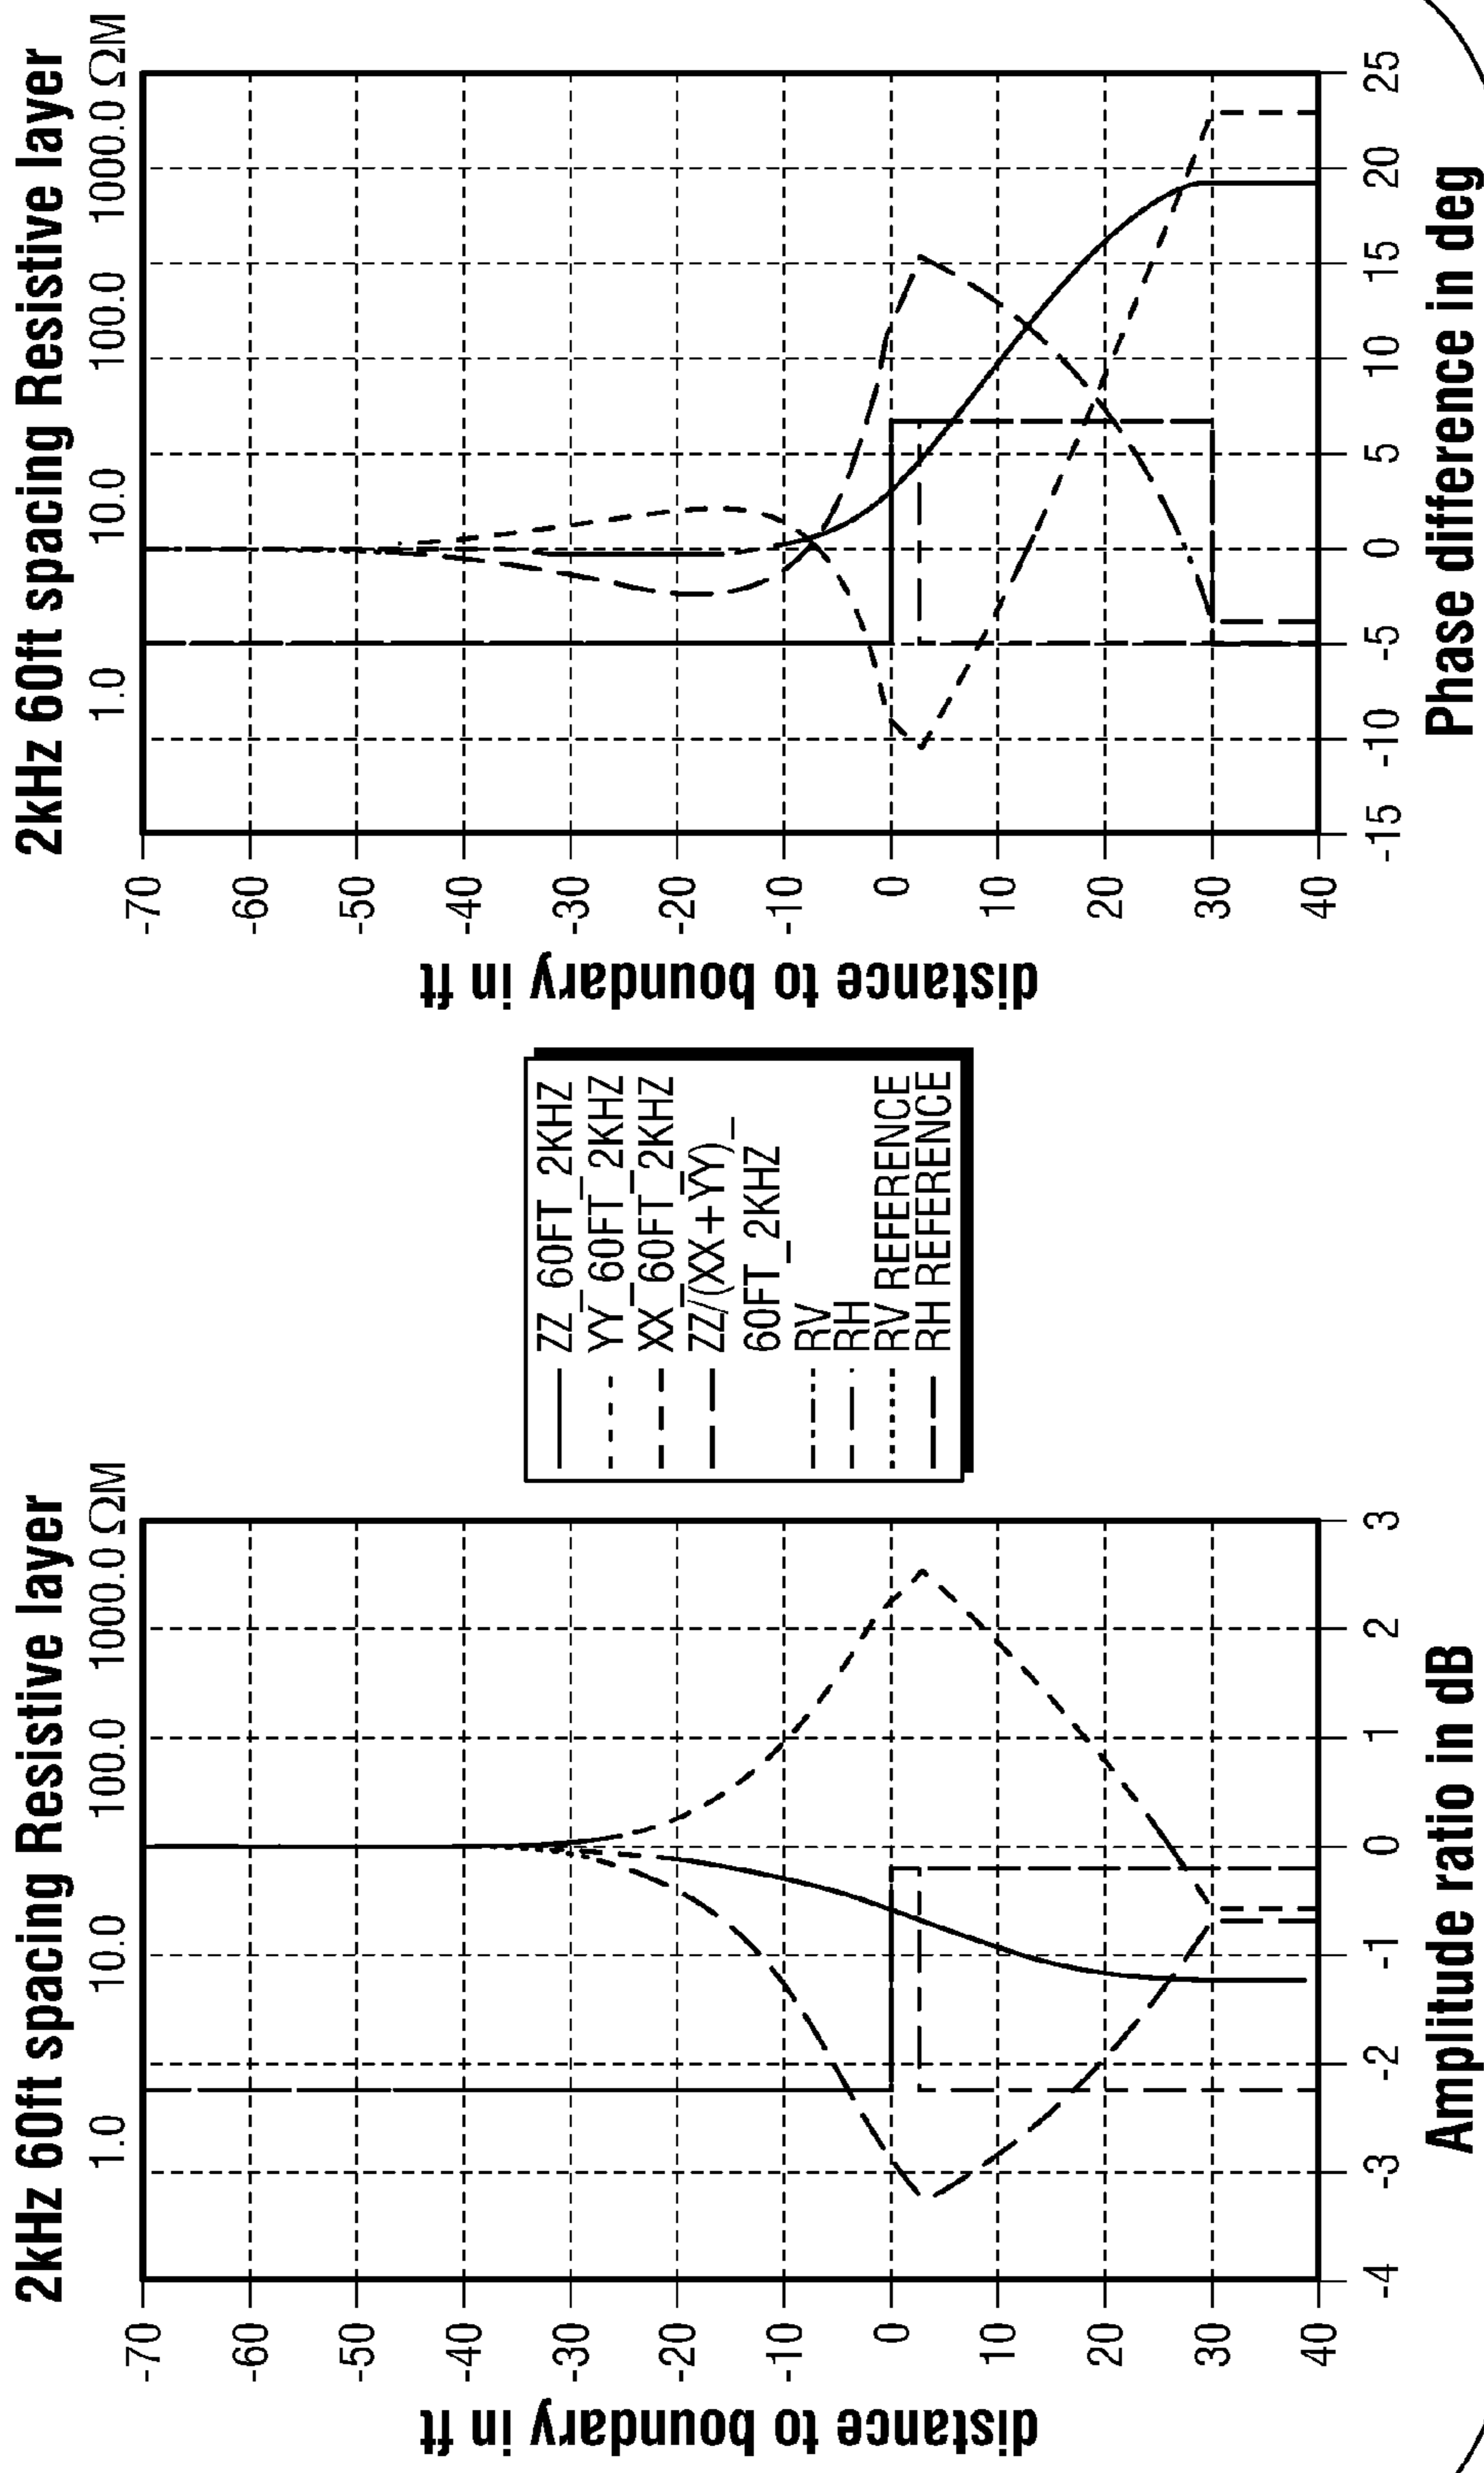 2kHz 60ft spacing Resistive layer
1.0 10.0 100.0 1000.0 ΩM
distance to boundary in ft
-70
-60
-50
-40
-30
-20
-10
0
10
20
30
40
-4 -3 -2 -1 0 1 2 3
Amplitude ratio in dB
ZZ_60FT_2KHZ
YY_60FT_2KHZ
XX_60FT_2KHZ
ZZ/(XX+YY)_
60FT_2KHZ
RV
RH
RV REFERENCE
RH REFERENCE
2kHz 60ft spacing Resistive layer
1.0 10.0 100.0 1000.0 ΩM
distance to boundary in ft
-70
-60
-50
-40
-30
-20
-10
0
10
20
30
40
-15 -10 -5 0 5 10 15 20 25
Phase difference in deg